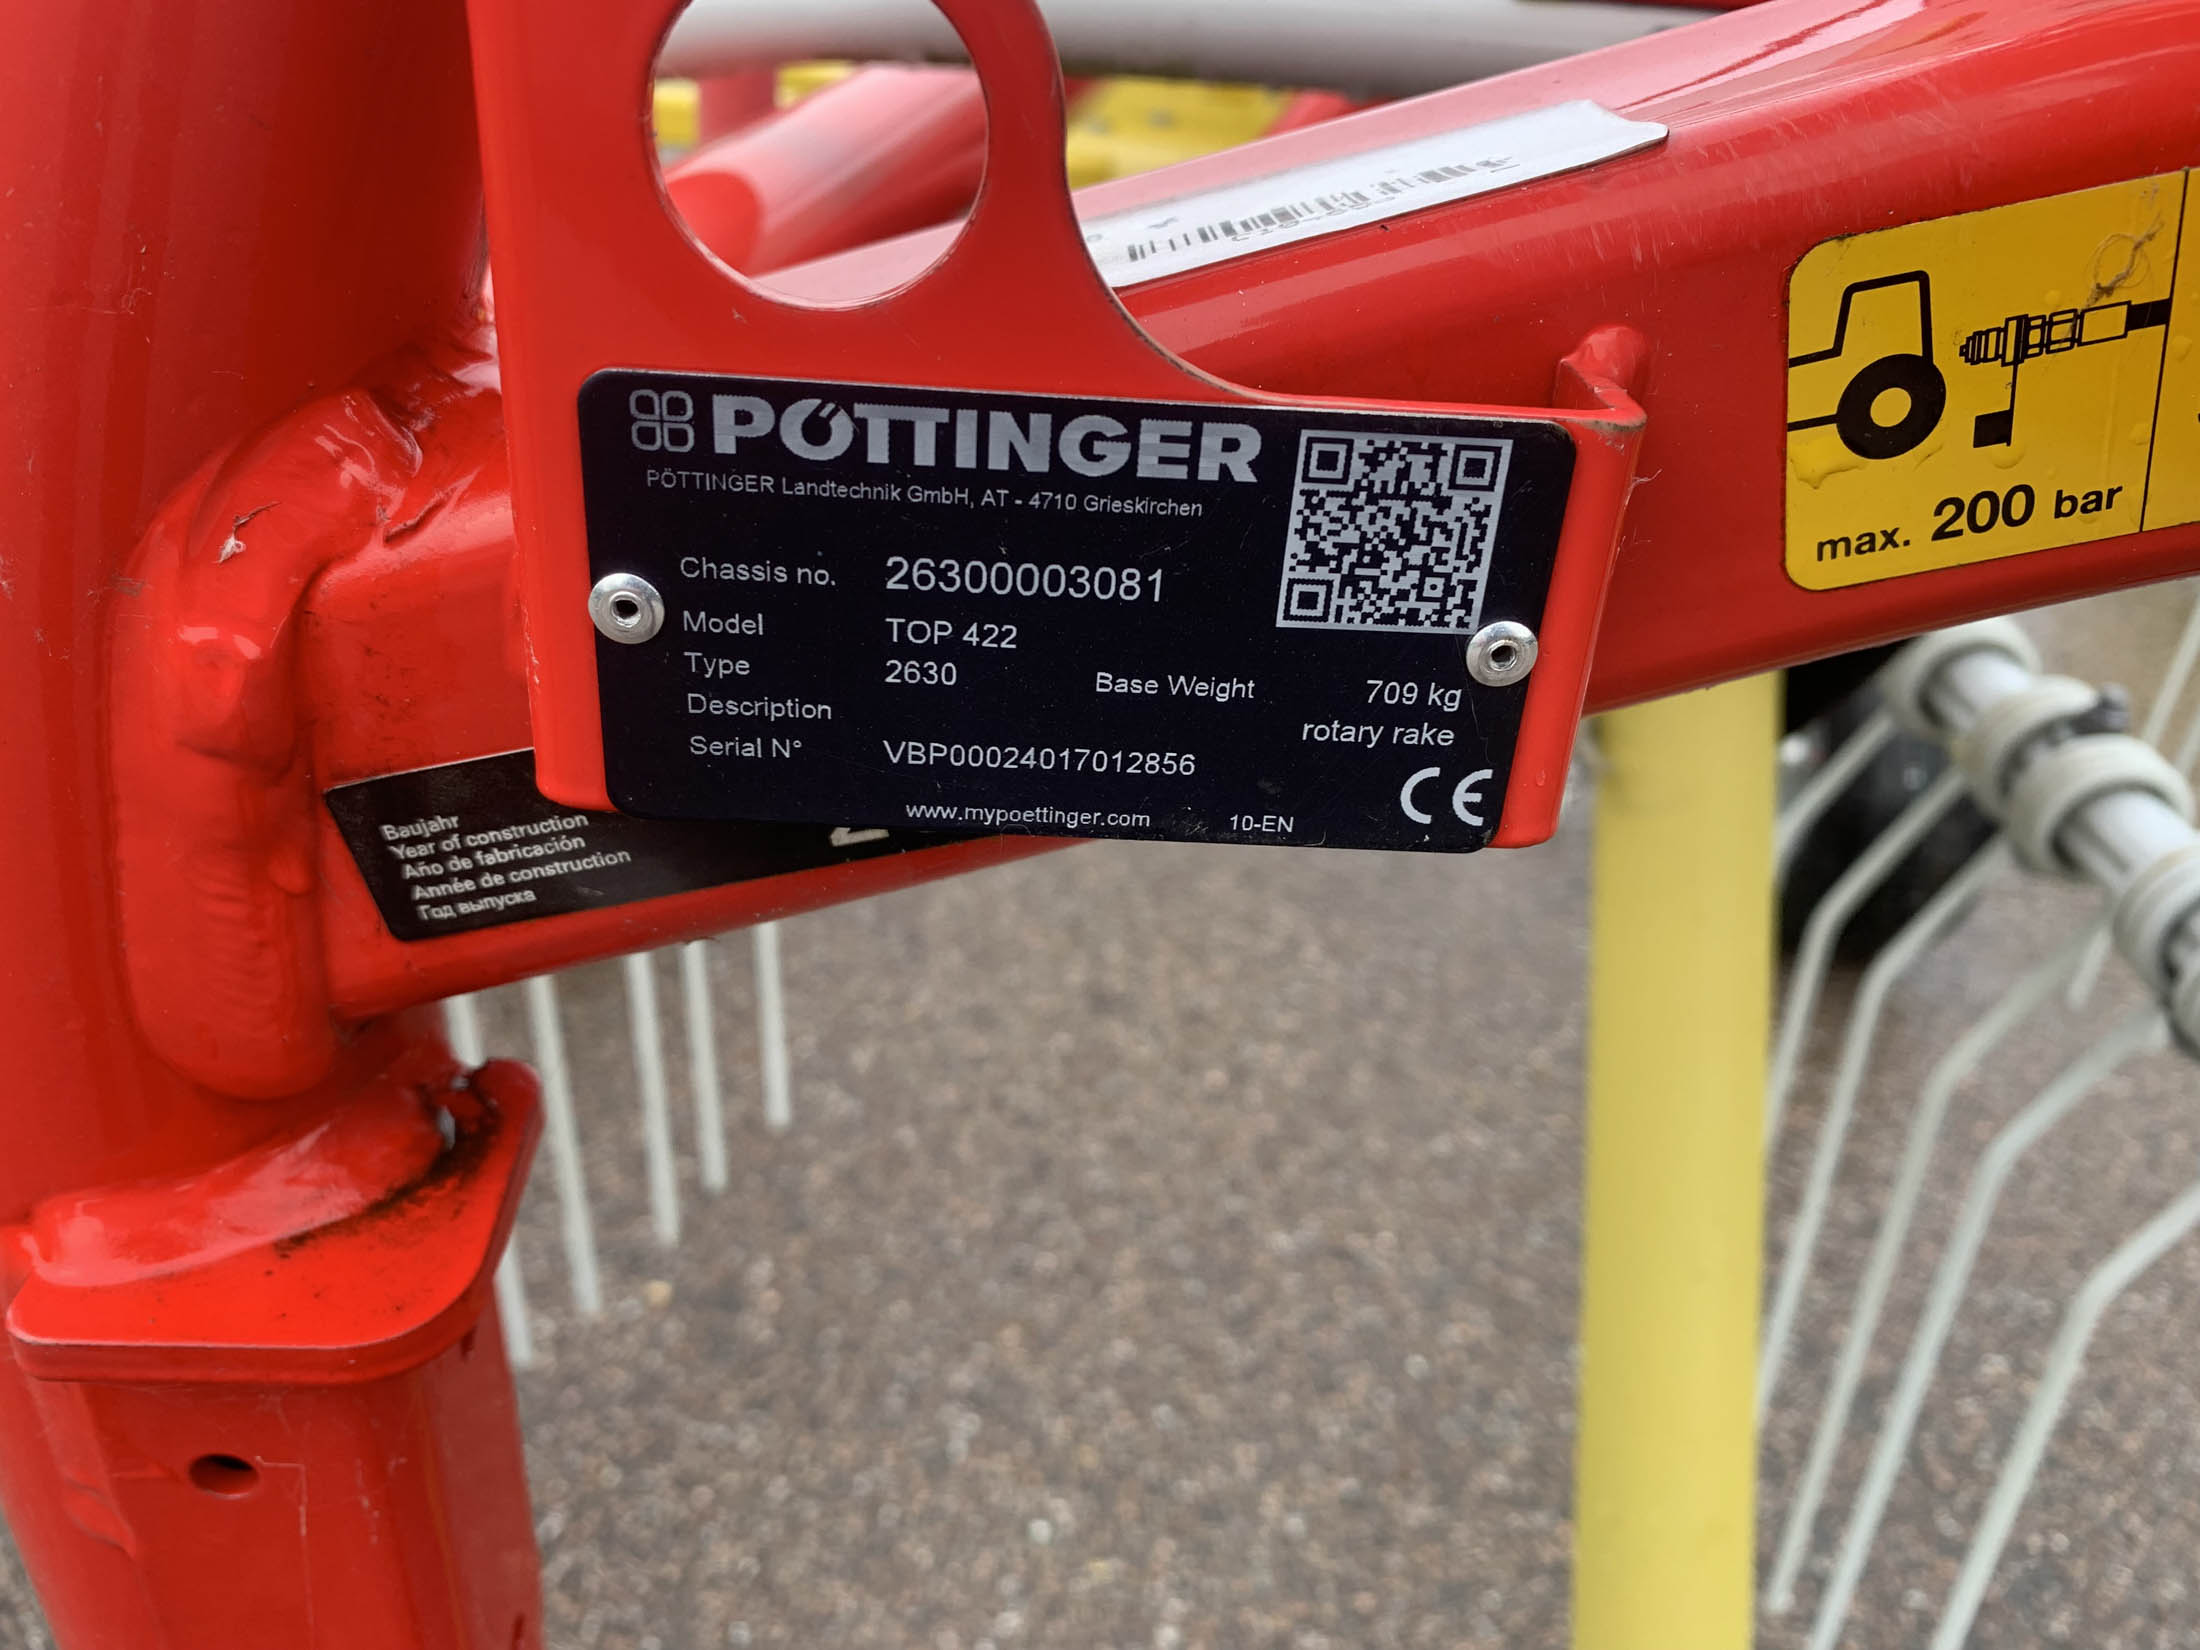 PÖTTINGER
PÖTTINGER Landtechnik GmbH, AT - 4710 Grieskirchen
Chassis no. 26300003081
Model TOP 422
Type 2630 Base Weight 709 kg
Description rotary rake
Serial N° VBP00024017012856
www.mypoettinger.com 10-EN CE
max. 200 bar
Baujahr
Year of construction
Año de fabricación
Année de construction
Год выпуска